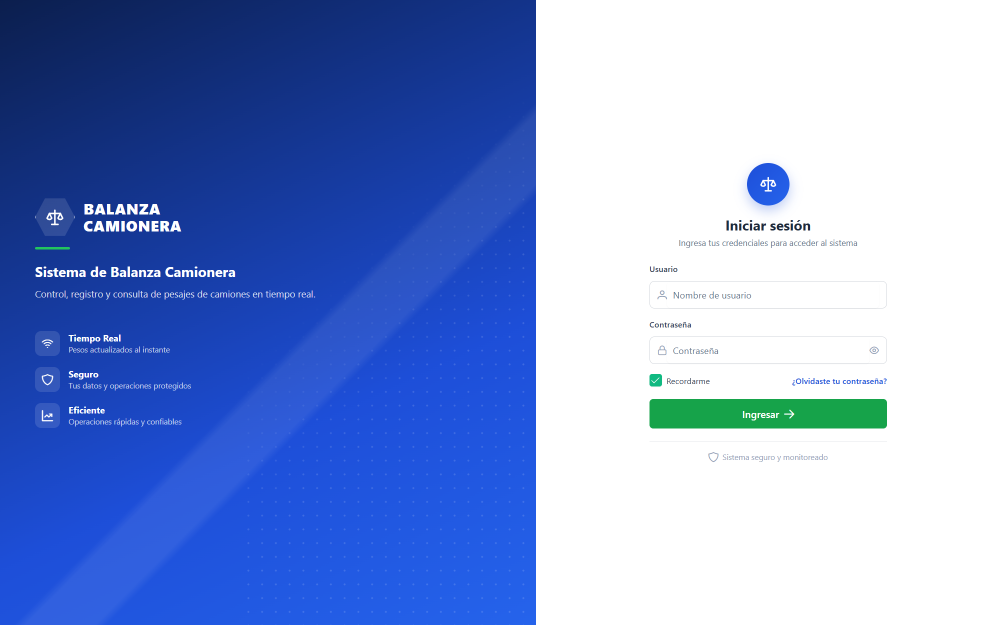 BALANZA
CAMIONERA
Sistema de Balanza Camionera
Control, registro y consulta de pesajes de camiones en tiempo real.
Tiempo Real
Pesos actualizados al instante
Seguro
Tus datos y operaciones protegidos
Eficiente
Operaciones rápidas y confiables
Iniciar sesión
Ingresa tus credenciales para acceder al sistema
Usuario
Nombre de usuario
Contraseña
Contraseña
Recordarme
¿Olvidaste tu contraseña?
Ingresar
Sistema seguro y monitoreado